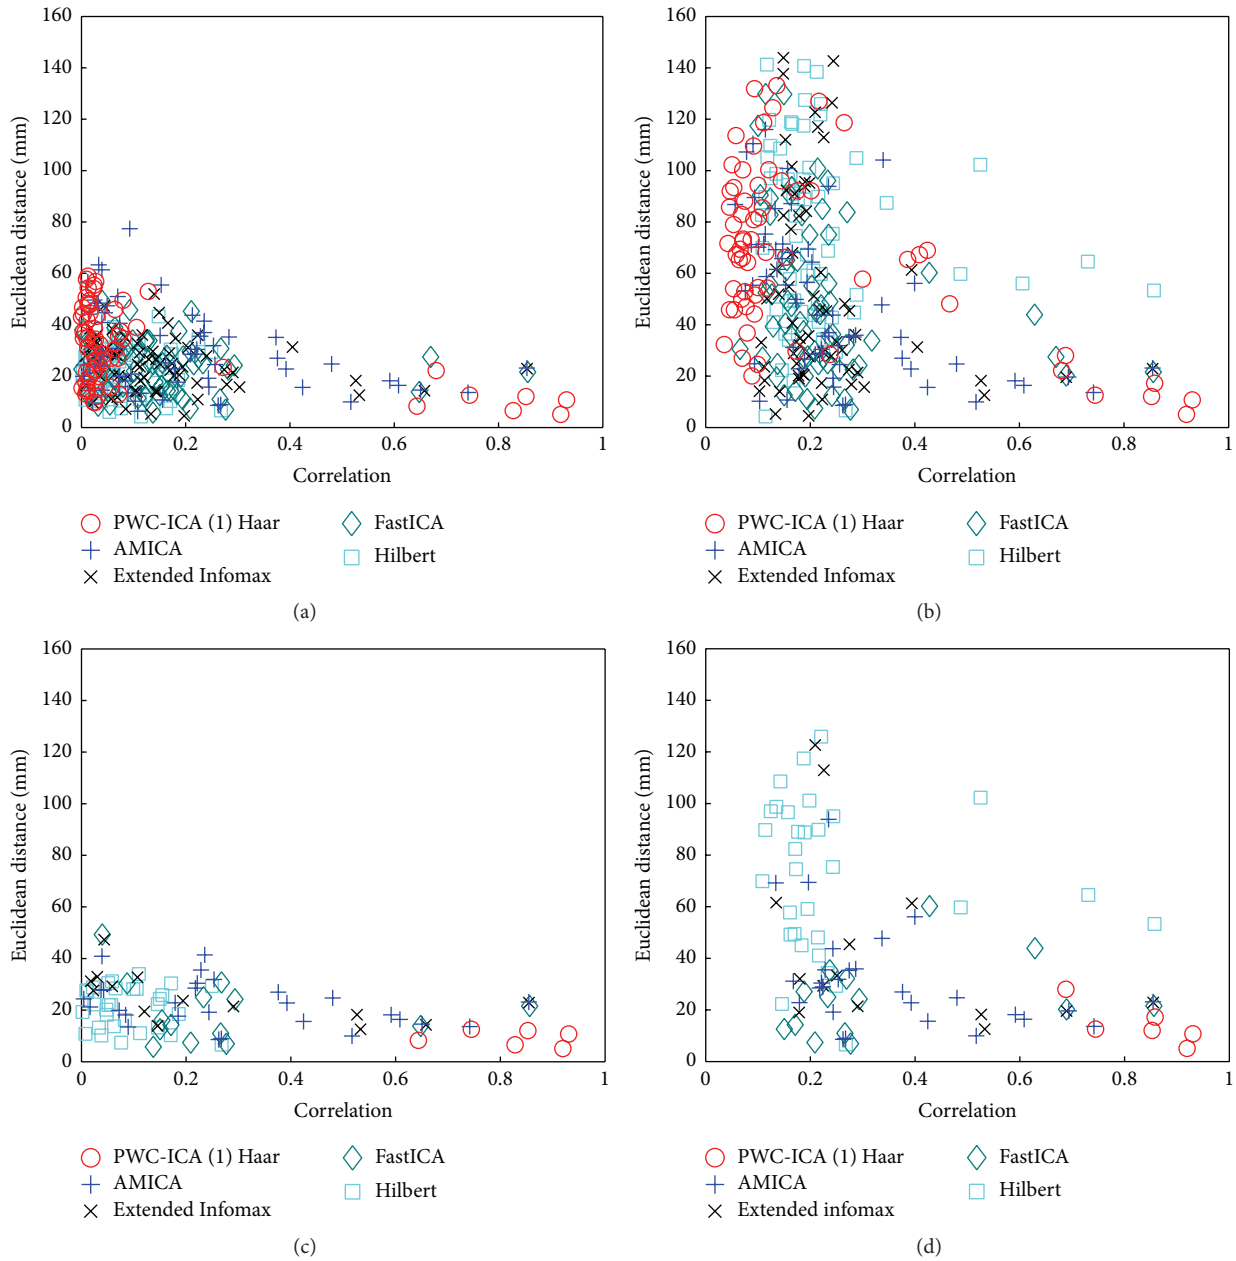 160
140
120
100
80
60
40
20
0
Euclidean distance (mm)
0 0.2 0.4 0.6 0.8 1
Correlation
PWC-ICA (1) Haar
AMICA
Extended Infomax
FastICA
Hilbert
(a)
160
140
120
100
80
60
40
20
0
Euclidean distance (mm)
0 0.2 0.4 0.6 0.8 1
Correlation
PWC-ICA (1) Haar
AMICA
Extended Infomax
FastICA
Hilbert
(b)
160
140
120
100
80
60
40
20
0
Euclidean distance (mm)
0 0.2 0.4 0.6 0.8 1
Correlation
PWC-ICA (1) Haar
AMICA
Extended Infomax
FastICA
Hilbert
(c)
160
140
120
100
80
60
40
20
0
Euclidean distance (mm)
0 0.2 0.4 0.6 0.8 1
Correlation
PWC-ICA (1) Haar
AMICA
Extended infomax
FastICA
Hilbert
(d)